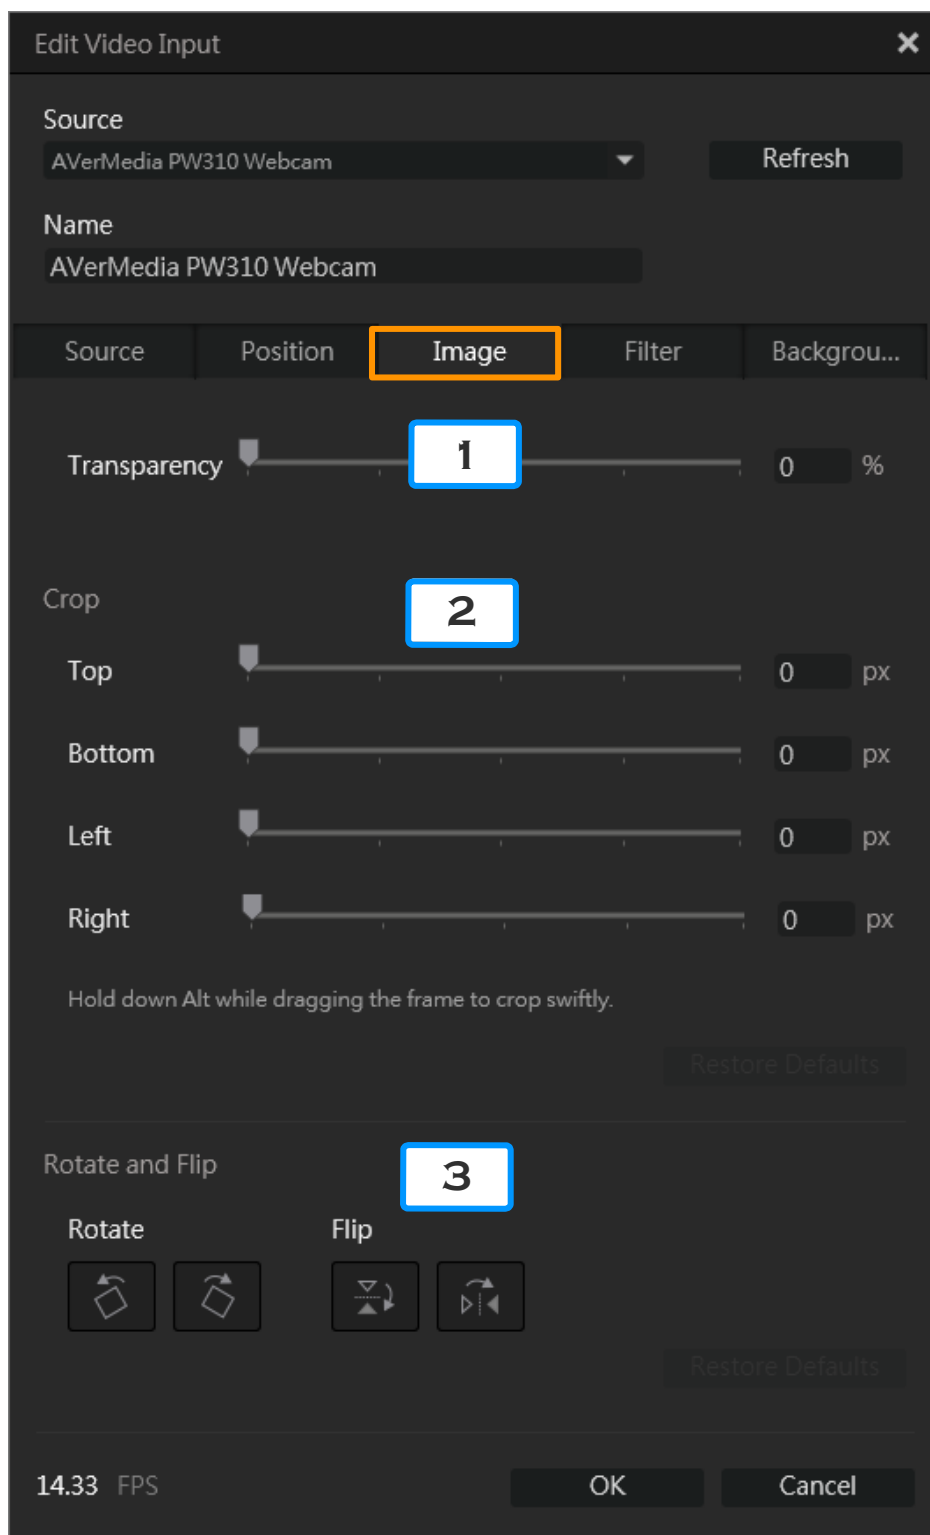 Edit Video Input
Source
AVerMedia PW310 Webcam
Refresh
Name
AVerMedia PW310 Webcam
Source Position Image Filter Backgrou...
Transparency 1 0 %
Crop 2
Top 0 px
Bottom 0 px
Left 0 px
Right 0 px
Hold down Alt while dragging the frame to crop swiftly.
Restore Defaults
Rotate and Flip 3
Rotate Flip
Restore Defaults
14.33 FPS OK Cancel